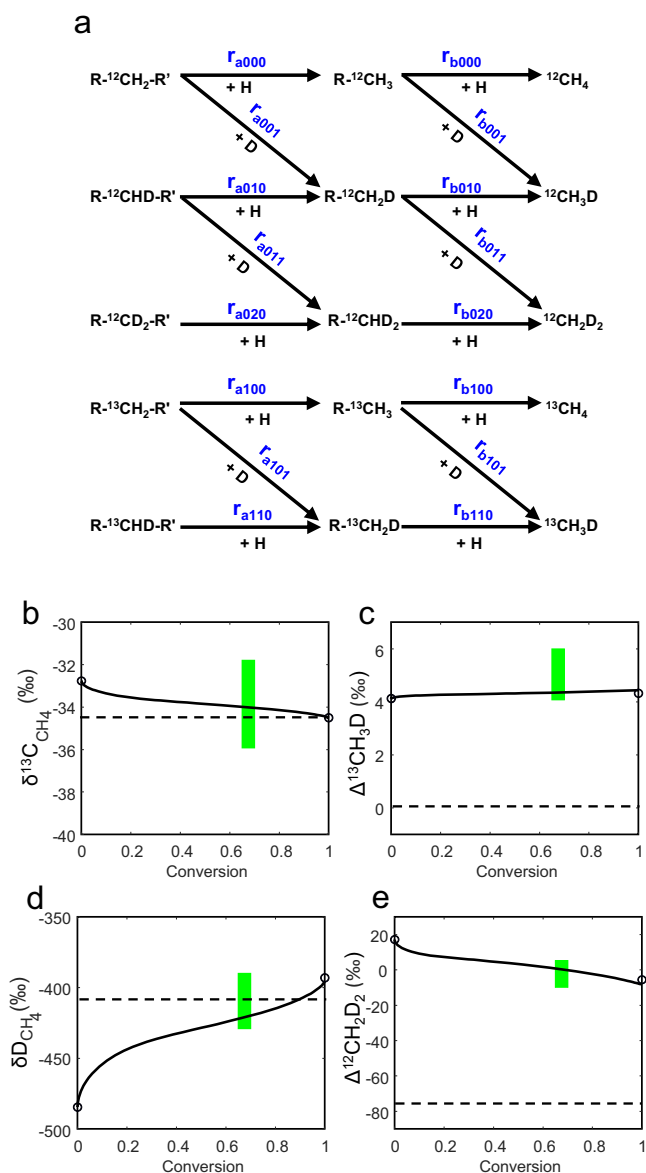 a
r_a000 r_b000
R-¹²CH₂-R' R-¹²CH₃ ¹²CH₄
+ H + H
r_a001 r_b001
+ D + D
r_a010 r_b010
R-¹²CHD-R' R-¹²CH₂D ¹²CH₃D
+ H + H
r_a011 r_b011
+ D + D
r_a020 r_b020
R-¹²CD₂-R' R-¹²CHD₂ ¹²CH₂D₂
+ H + H
r_a100 r_b100
R-¹³CH₂-R' R-¹³CH₃ ¹³CH₄
+ H + H
r_a101 r_b101
+ D + D
r_a110 r_b110
R-¹³CHD-R' R-¹³CH₂D ¹³CH₃D
+ H + H
b
-30
-32
-34
-36
-38
-40
δ¹³C_CH₄ (‰)
0 0.2 0.4 0.6 0.8 1
Conversion
c
6
4
2
0
Δ¹³CH₃D (‰)
0 0.2 0.4 0.6 0.8 1
Conversion
d
-350
-400
-450
-500
δD_CH₄ (‰)
0 0.2 0.4 0.6 0.8 1
Conversion
e
20
0
-20
-40
-60
-80
Δ¹²CH₂D₂ (‰)
0 0.2 0.4 0.6 0.8 1
Conversion